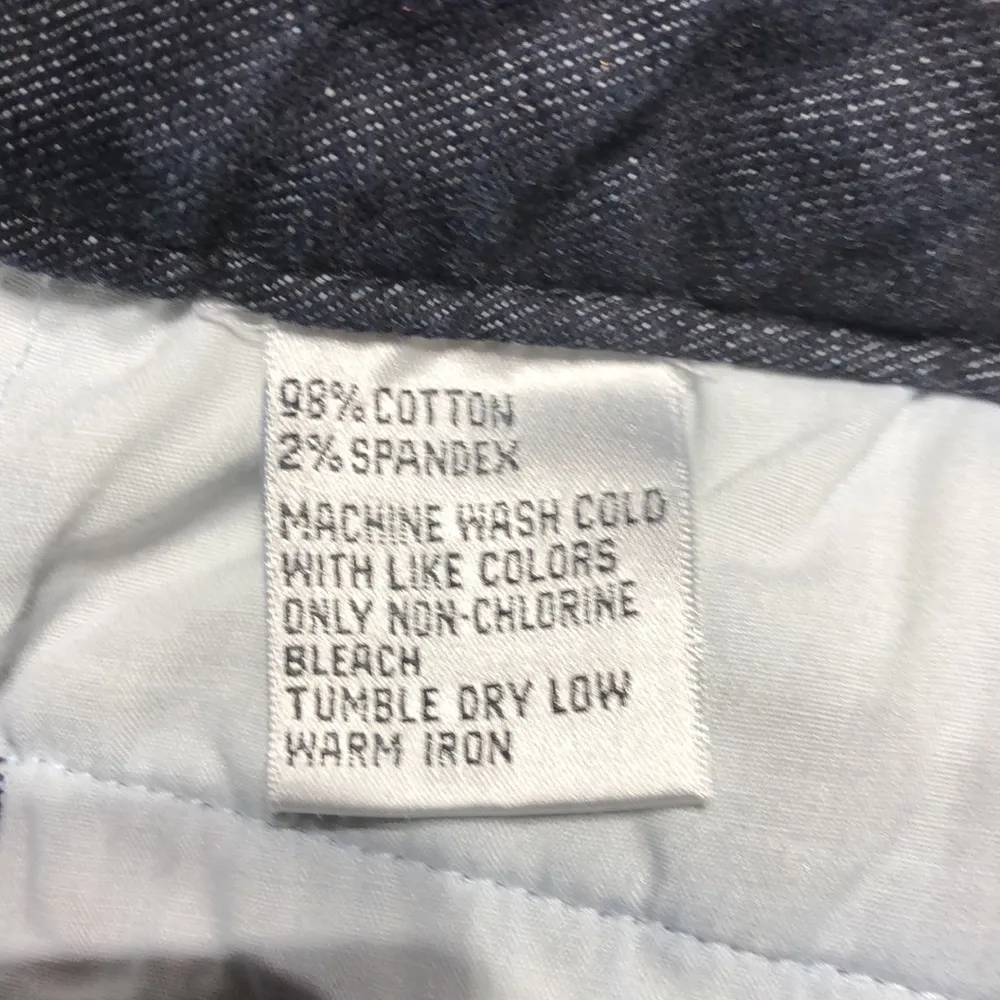 98% COTTON
2% SPANDEX
MACHINE WASH COLD
WITH LIKE COLORS
ONLY NON-CHLORINE
BLEACH
TUMBLE DRY LOW
WARM IRON